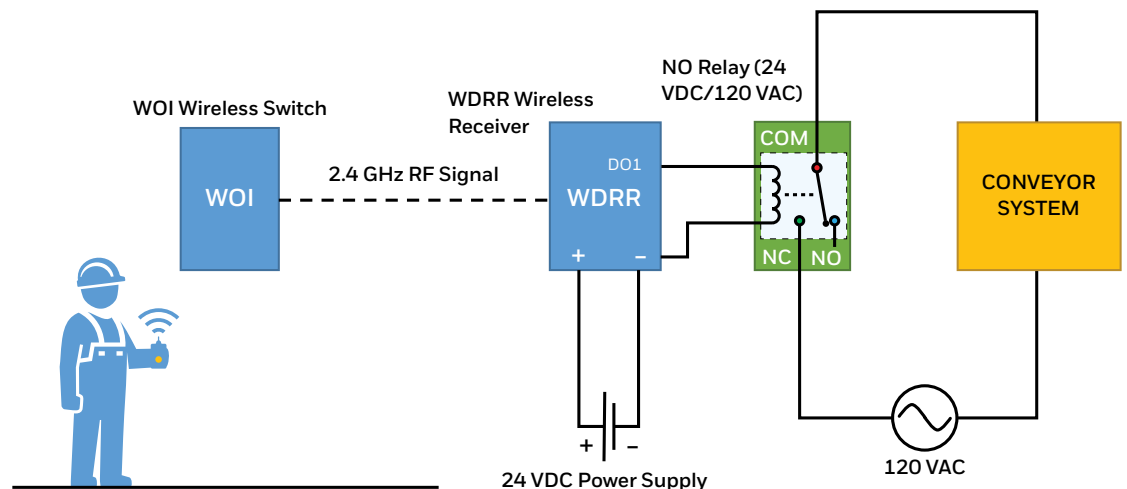 NO Relay (24
VDC/120 VAC)
WOI Wireless Switch
WDRR Wireless
Receiver
COM
DO1
2.4 GHz RF Signal
WOI
WDRR
CONVEYOR
SYSTEM
+
–
NC
NO
+
–
120 VAC
24 VDC Power Supply